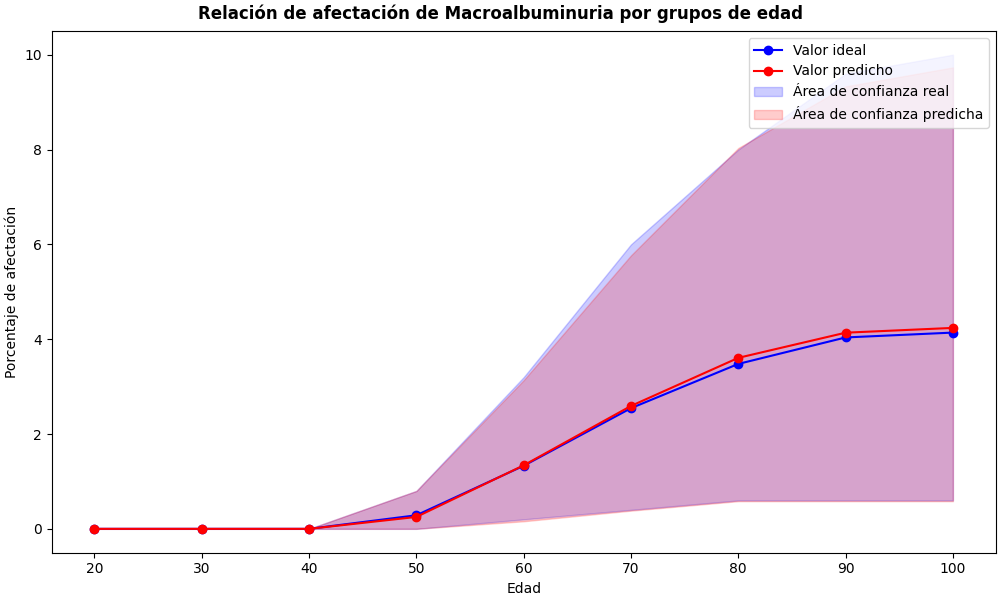 Relación de afectación de Macroalbuminuria por grupos de edad
Valor ideal
Valor predicho
Área de confianza real
Área de confianza predicha
Porcentaje de afectación
10
8
6
4
2
0
20 30 40 50 60 70 80 90 100
Edad